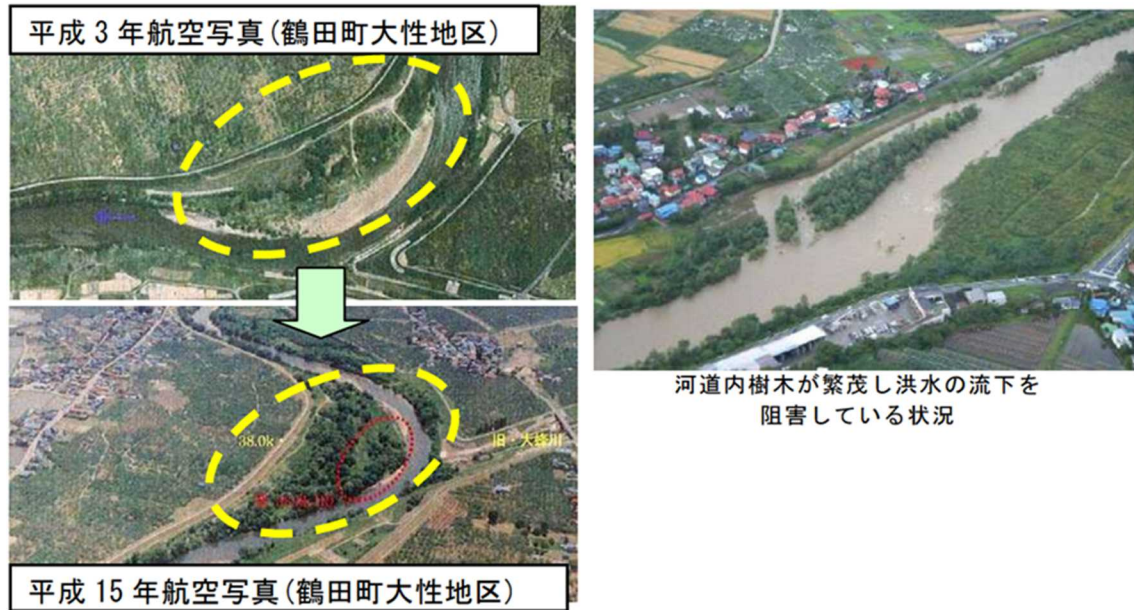 平成3年航空写真(鶴田町大性地区)
38.0k
旧・大蜂川
平成15年航空写真(鶴田町大性地区)
河道内樹木が繁茂し洪水の流下を
阻害している状況